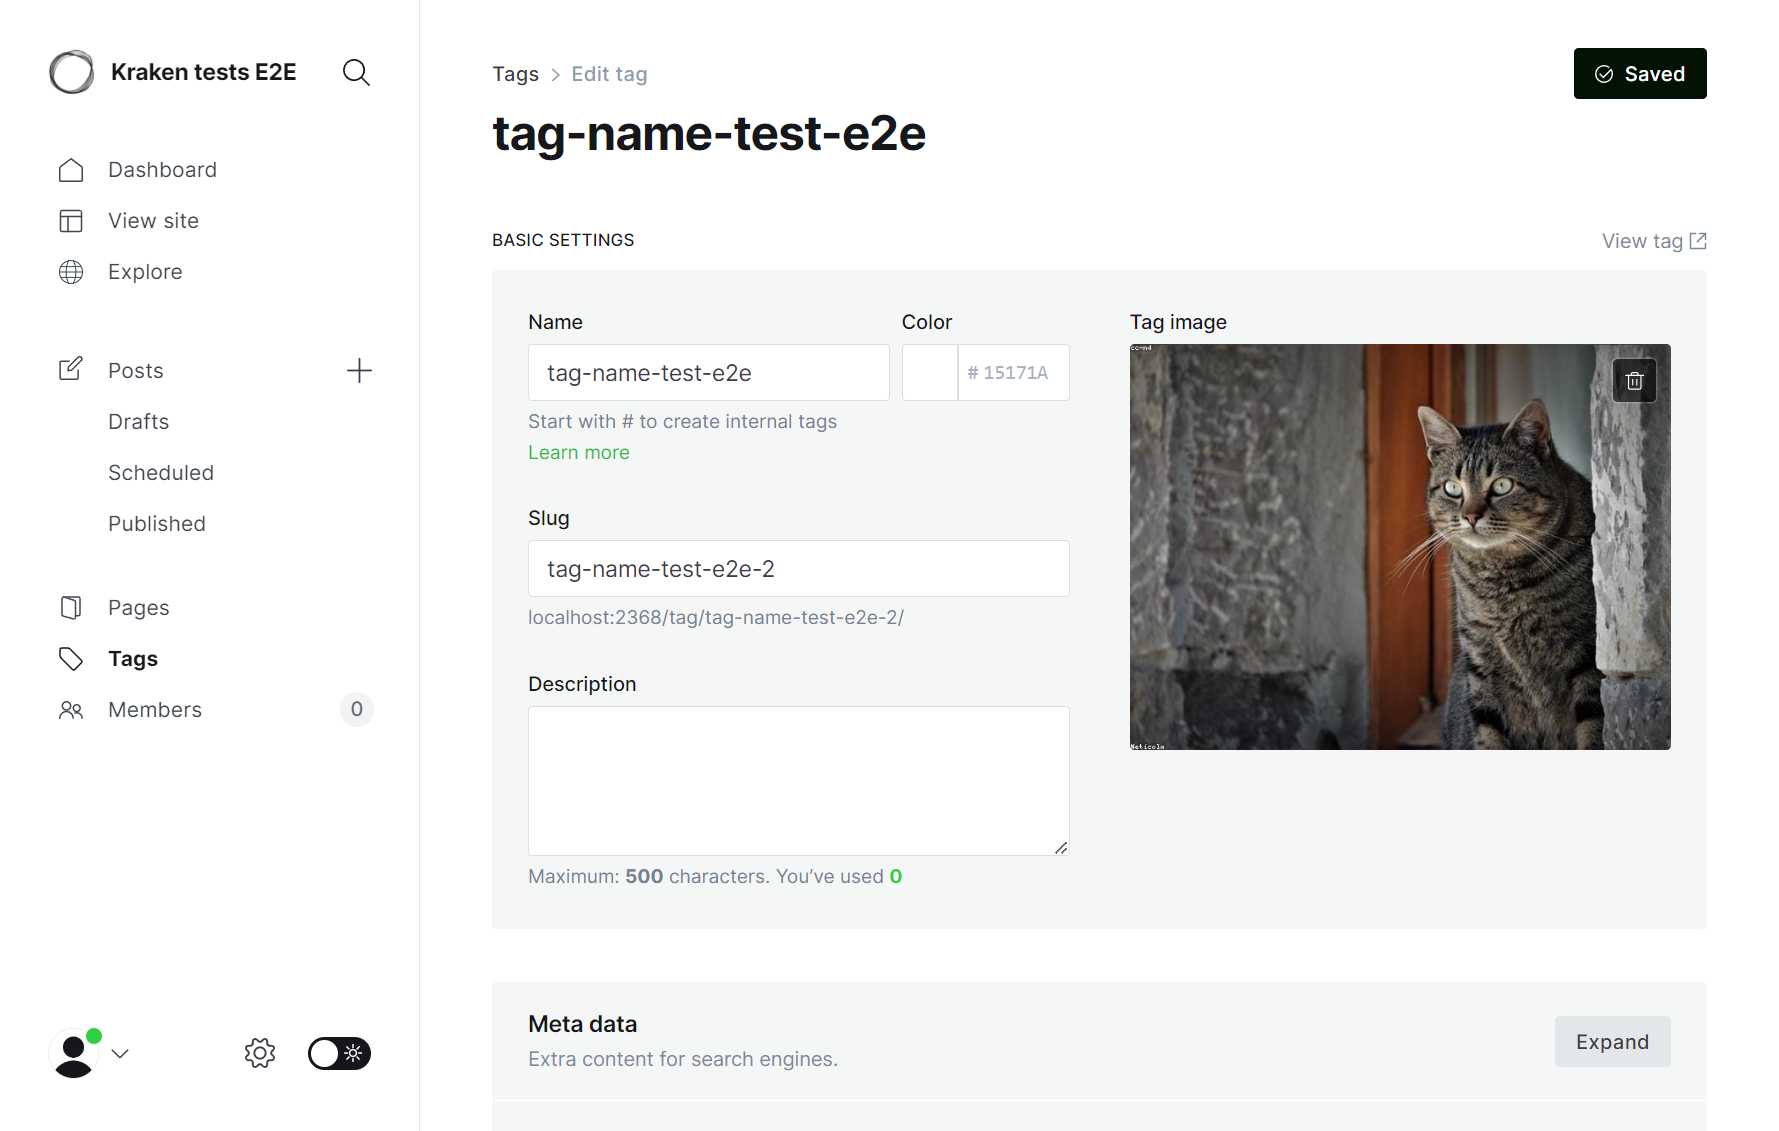 Kraken tests E2E
Dashboard
View site
Explore
Posts
Drafts
Scheduled
Published
Pages
Tags
Members 0
Tags > Edit tag
Saved
tag-name-test-e2e
BASIC SETTINGS
View tag
Name
tag-name-test-e2e
Start with # to create internal tags
Learn more
Color
# 15171A
Slug
tag-name-test-e2e-2
localhost:2368/tag/tag-name-test-e2e-2/
Description
Maximum: 500 characters. You’ve used 0
Tag image
cc-nd
Neticola
Meta data
Extra content for search engines.
Expand